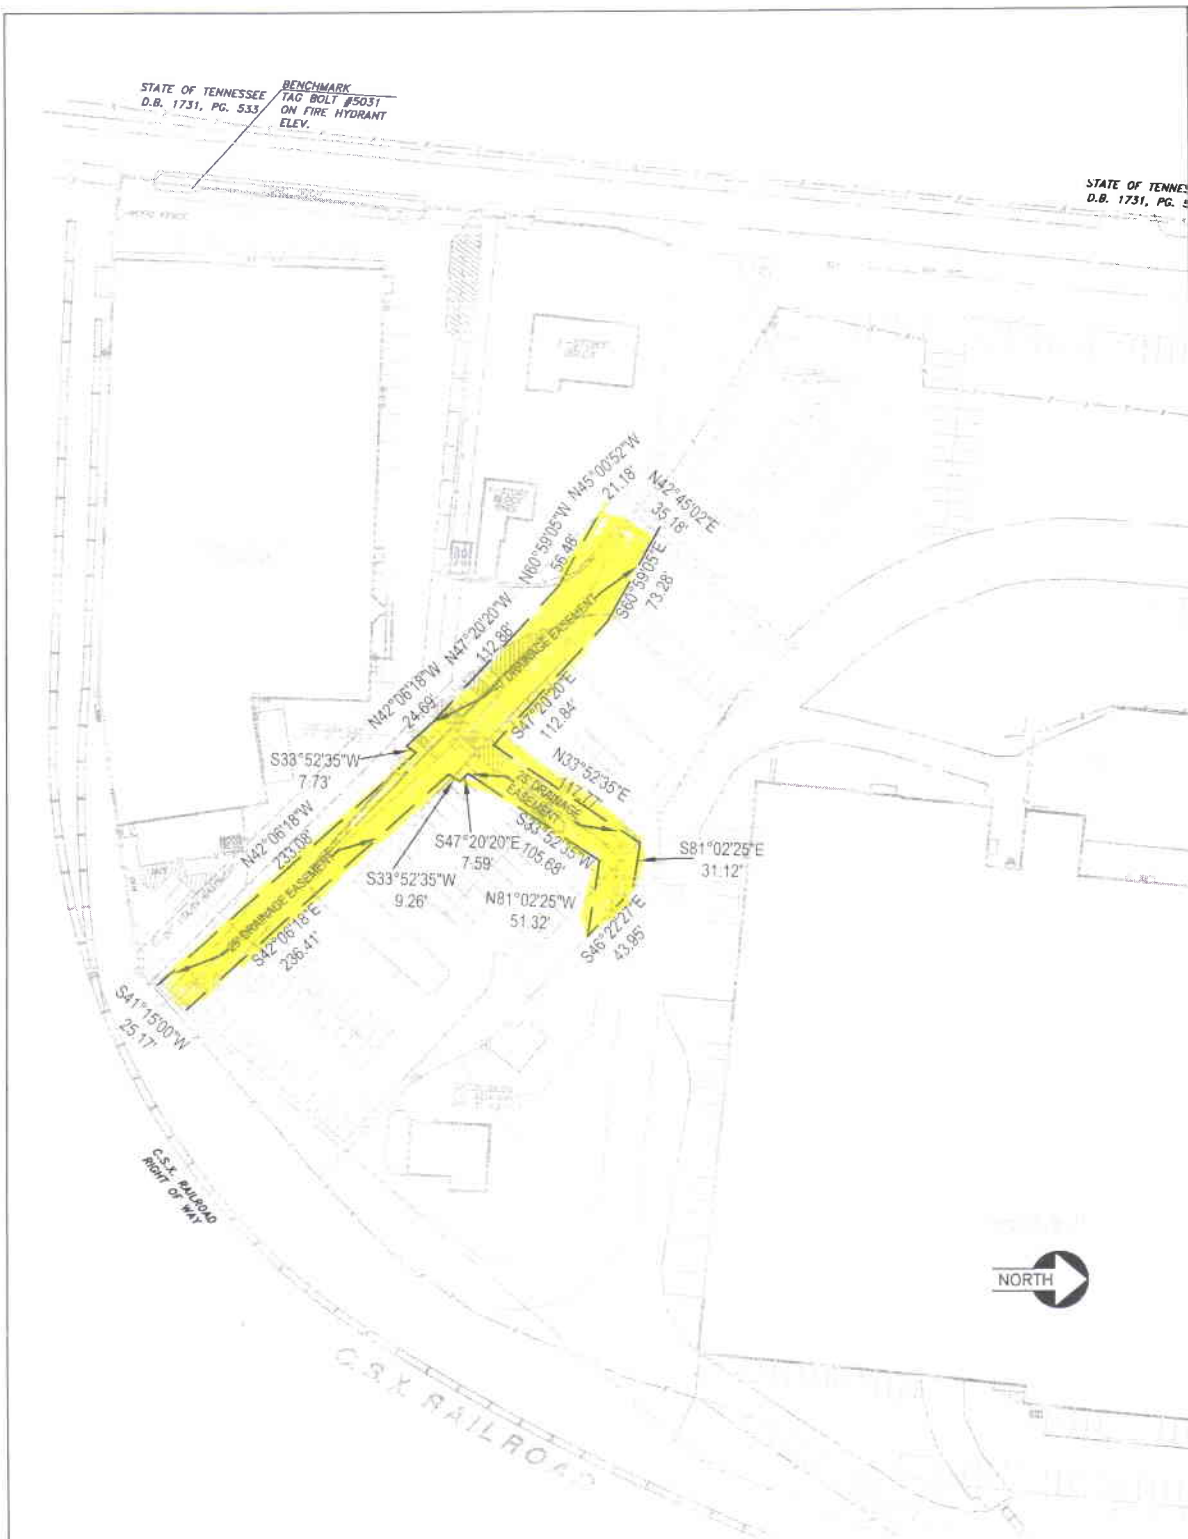 STATE OF TENNESSEE
D.B. 1731, PG. 533
BENCHMARK
TAG BOLT #5031
ON FIRE HYDRANT
ELEV.
STATE OF TENNES
D.B. 1731, PG. 5
N45°00'52"W
21.18'
N42°45'02"E
35.18'
N60°59'05"W
56.48'
S60°59'05"E
73.28'
N47°20'20"W
112.88'
DRAINAGE EASEMENT
N42°06'18"W
24.69'
S47°20'20"E
112.84'
S33°52'35"W
7.73'
N33°52'35"E
117.11'
25' DRAINAGE
EASEMENT
S33°52'35"W
105.68'
N42°06'18"W
233.08'
S47°20'20"E
7.59'
S81°02'25"E
31.12'
S33°52'35"W
9.26'
N81°02'25"W
51.32'
25' DRAINAGE EASEMENT
S42°06'18"E
236.41'
S46°22'27"E
43.95'
S41°15'00"W
25.17'
C.S.X. RAILROAD
RIGHT OF WAY
NORTH
C.S.X. RAILROAD